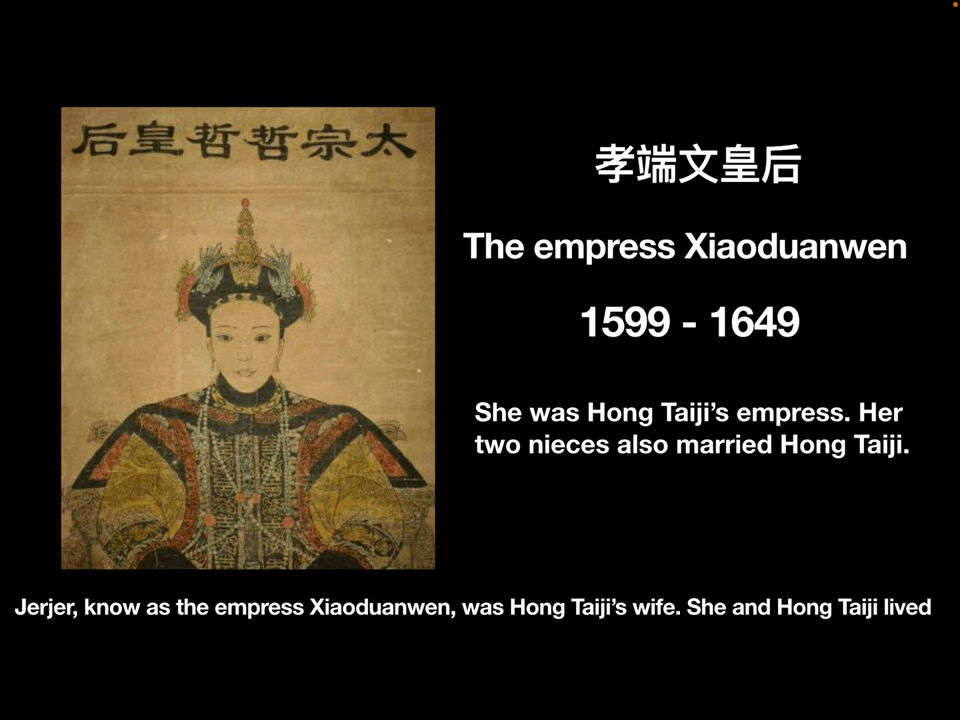 后皇哲哲宗太
孝端文皇后
The empress Xiaoduanwen
1599 - 1649
She was Hong Taiji’s empress. Her
two nieces also married Hong Taiji.
Jerjer, know as the empress Xiaoduanwen, was Hong Taiji’s wife. She and Hong Taiji lived